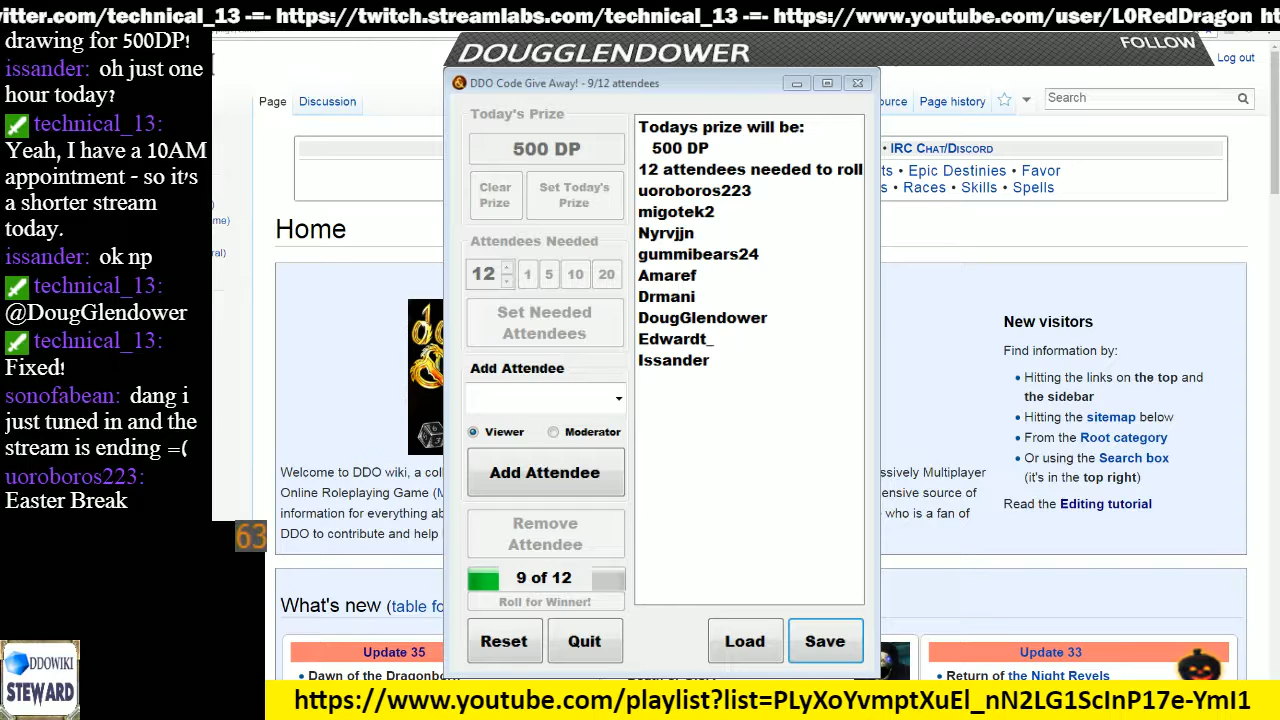 witter.com/technical_13 -=- https://twitch.streamlabs.com/technical_13 -=- https://www.youtube.com/user/L0RedDragon ht
drawing for 500DP!
issander: oh just one
hour today?
technical_13:
Yeah, I have a 10AM
appointment - so it's
a shorter stream
today.
issander: ok np
technical_13:
@DougGlendower
technical_13:
Fixed!
sonofabean: dang i
just tuned in and the
stream is ending =(
uoroboros223:
Easter Break
63
DDOWIKI
STEWARD
DOUGGLENDOWER
FOLLOW
DDO Code Give Away! - 9/12 attendees
Today's Prize
500 DP
Clear
Prize
Set Today's
Prize
Attendees Needed
12
1
5
10
20
Set Needed
Attendees
Add Attendee
Viewer
Moderator
Add Attendee
Remove
Attendee
9 of 12
Roll for Winner!
Reset
Quit
Load
Save
Todays prize will be:
500 DP
12 attendees needed to roll
uoroboros223
migotek2
Nyrvjjn
gummibears24
Amaref
Drmani
DougGlendower
Edwardt_
Issander
Log out
Page
Discussion
ource
Page history
Search
• IRC Chat/Discord
ts • Epic Destinies • Favor
s • Races • Skills • Spells
me)
ral)
Home
Welcome to DDO wiki, a col
Online Roleplaying Game (M
information for everything ab
DDO to contribute and help
ssively Multiplayer
ensive source of
who is a fan of
New visitors
Find information by:
• Hitting the links on the top and
the sidebar
• Hitting the sitemap below
• From the Root category
• Or using the Search box
(it's in the top right)
Read the Editing tutorial
What's new (table fo
Update 35
Dawn of the Dragonbor
Update 33
Return of the Night Revels
https://www.youtube.com/playlist?list=PLyXoYvmptXuEl_nN2LG1ScInP17e-YmI1